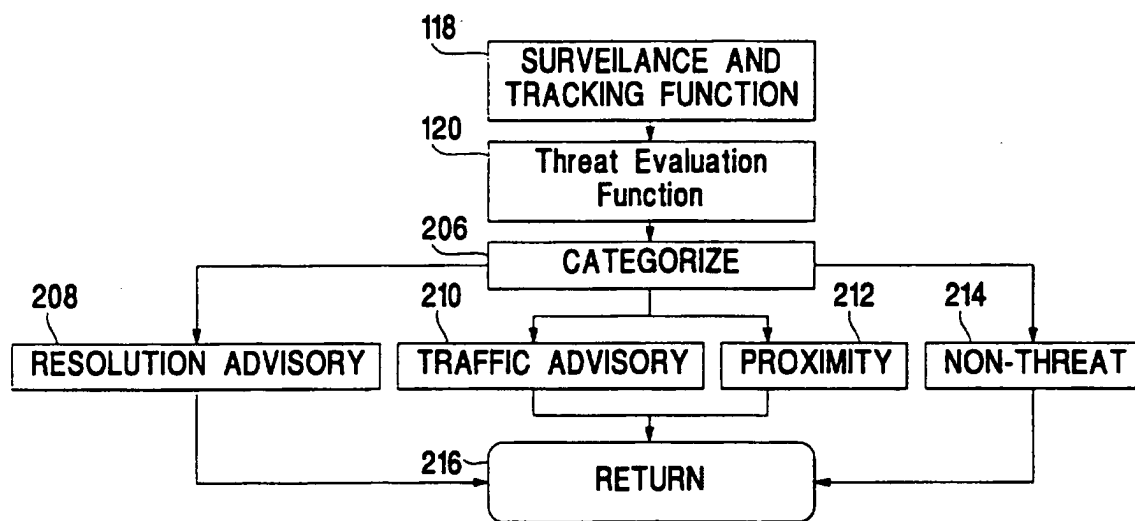 118
SURVEILANCE AND
TRACKING FUNCTION
120
Threat Evaluation
Function
206
CATEGORIZE
208
RESOLUTION ADVISORY
210
TRAFFIC ADVISORY
212
PROXIMITY
214
NON-THREAT
216
RETURN